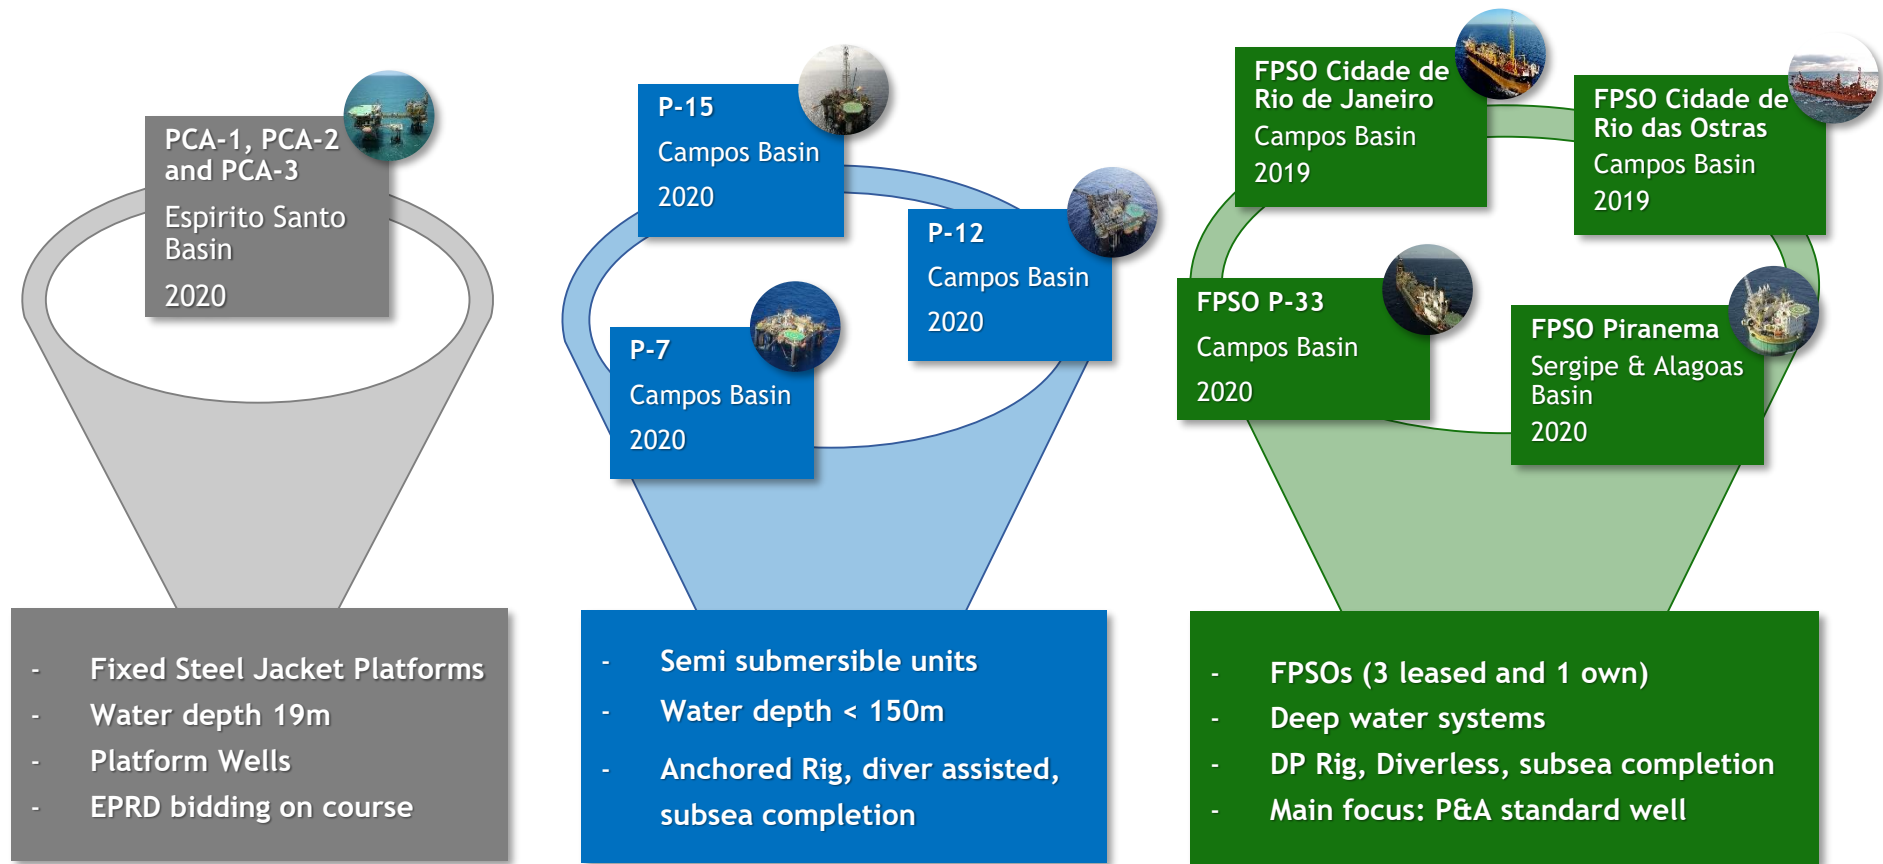 PCA-1, PCA-2
and PCA-3
Espirito Santo
Basin
2020
- Fixed Steel Jacket Platforms
- Water depth 19m
- Platform Wells
- EPRD bidding on course
P-15
Campos Basin
2020
P-12
Campos Basin
2020
P-7
Campos Basin
2020
- Semi submersible units
- Water depth < 150m
- Anchored Rig, diver assisted,
subsea completion
FPSO Cidade de
Rio de Janeiro
Campos Basin
2019
FPSO Cidade de
Rio das Ostras
Campos Basin
2019
FPSO P-33
Campos Basin
2020
FPSO Piranema
Sergipe & Alagoas
Basin
2020
- FPSOs (3 leased and 1 own)
- Deep water systems
- DP Rig, Diverless, subsea completion
- Main focus: P&A standard well